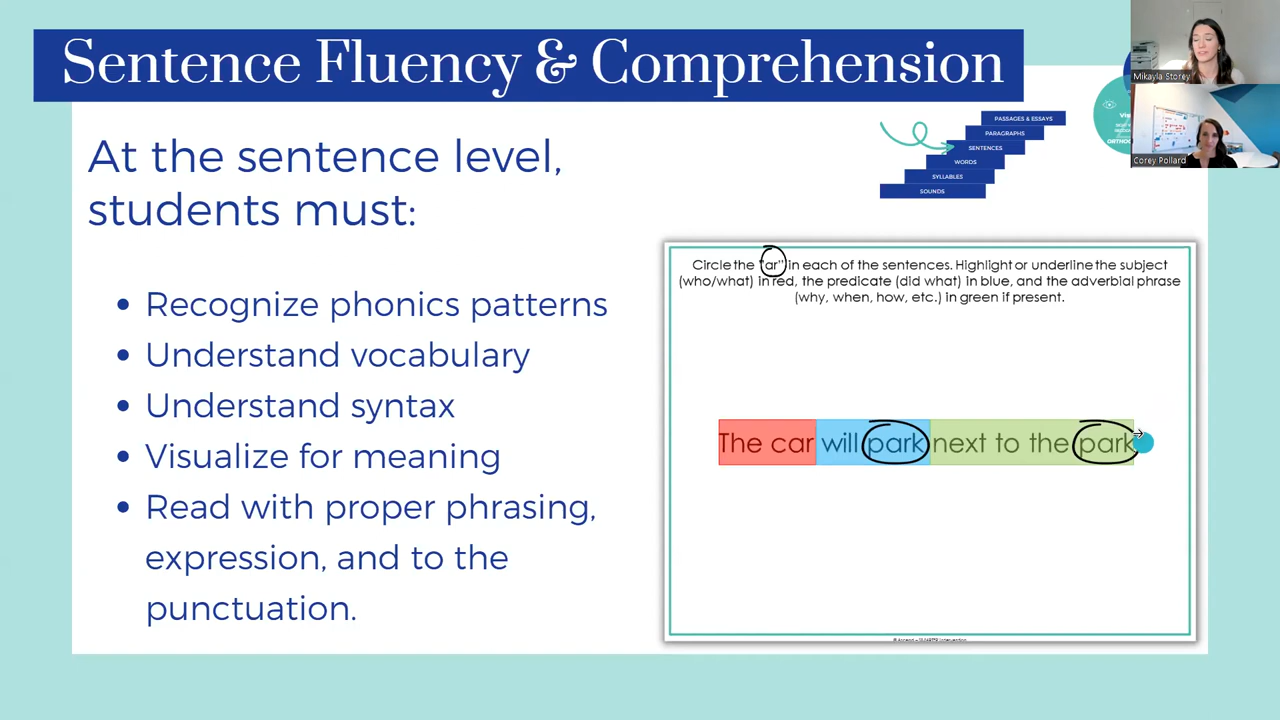 Sentence Fluency & Comprehension
At the sentence level,
students must:
• Recognize phonics patterns
• Understand vocabulary
• Understand syntax
• Visualize for meaning
• Read with proper phrasing,
expression, and to the
punctuation.
PASSAGES & ESSAYS
PARAGRAPHS
SENTENCES
WORDS
SYLLABLES
SOUNDS
Mikayla Storey
Corey Pollard
Circle the "ar" in each of the sentences. Highlight or underline the subject
(who/what) in red, the predicate (did what) in blue, and the adverbial phrase
(why, when, how, etc.) in green if present.
The car will park next to the park